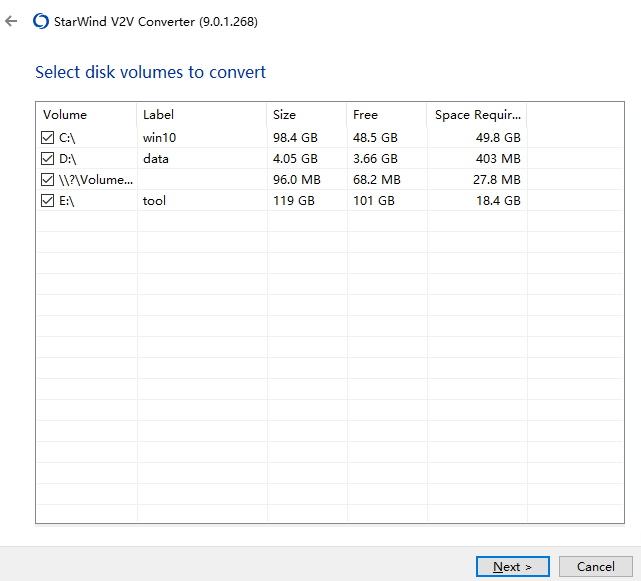 StarWind V2V Converter (9.0.1.268)
Select disk volumes to convert
Volume Label Size Free Space Requir...
C:\ win10 98.4 GB 48.5 GB 49.8 GB
D:\ data 4.05 GB 3.66 GB 403 MB
\\?\Volume... 96.0 MB 68.2 MB 27.8 MB
E:\ tool 119 GB 101 GB 18.4 GB
Next > Cancel